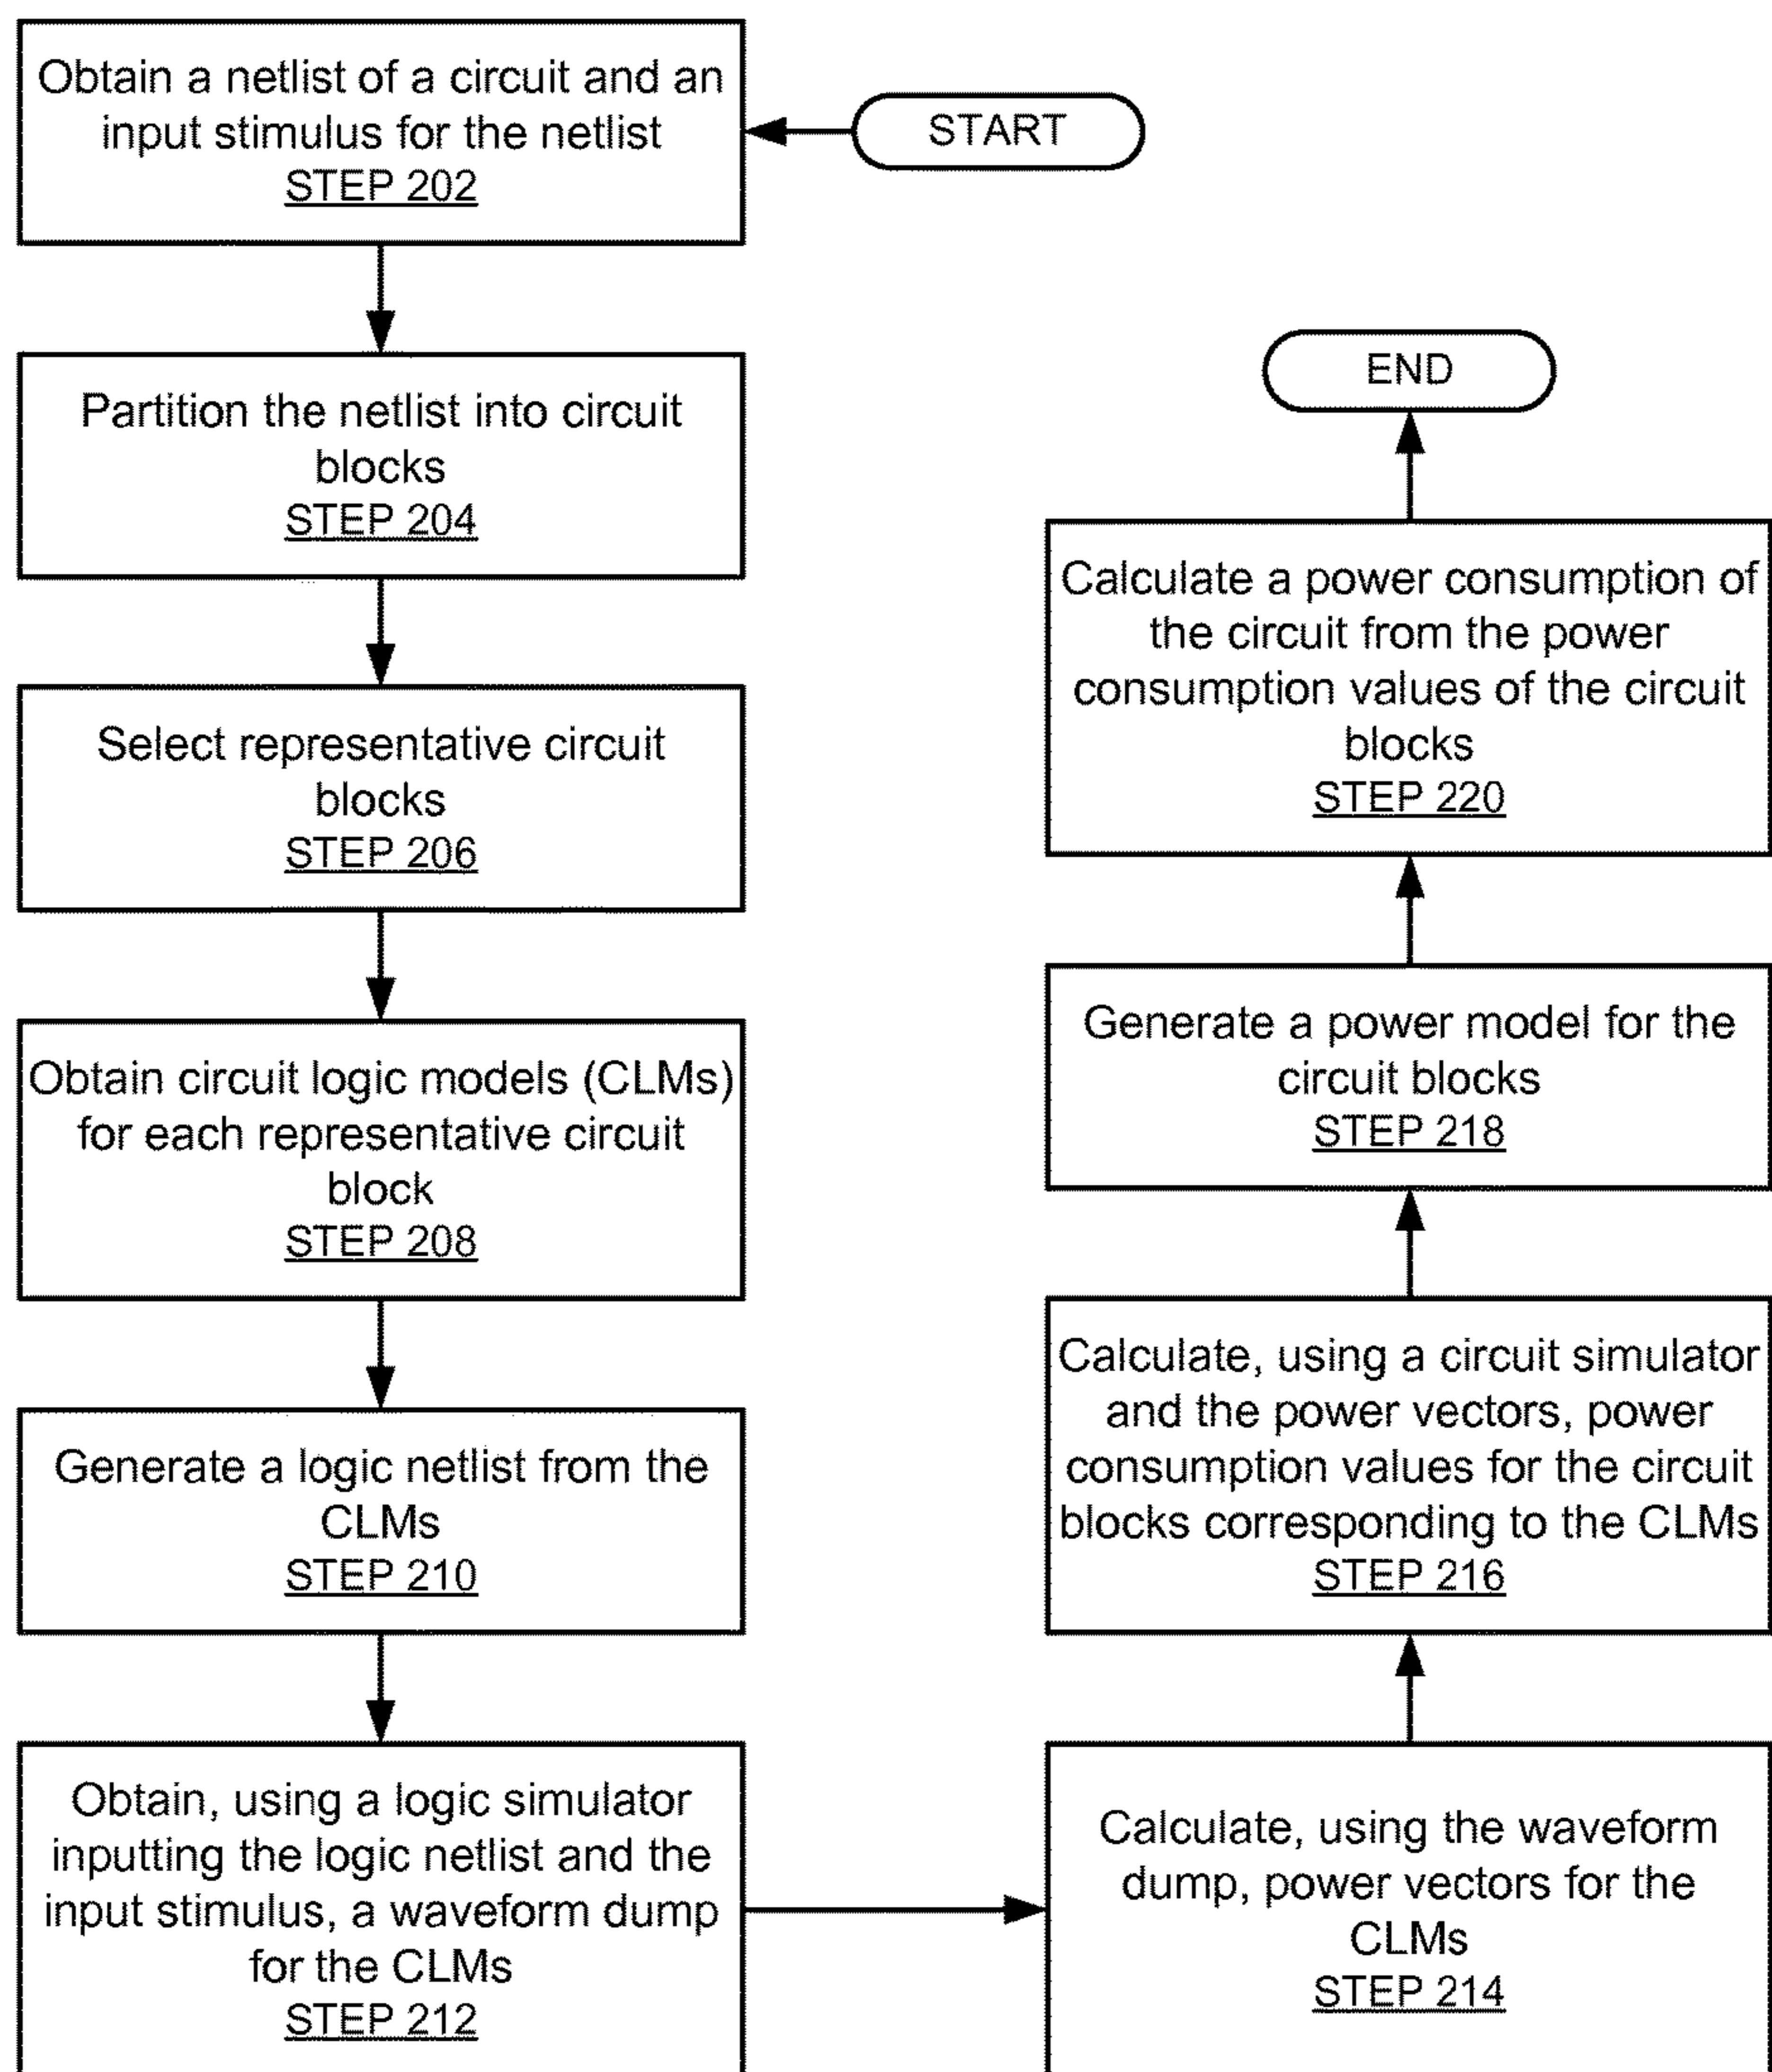 START
Obtain a netlist of a circuit and an
input stimulus for the netlist
STEP 202
Partition the netlist into circuit
blocks
STEP 204
Select representative circuit
blocks
STEP 206
Obtain circuit logic models (CLMs)
for each representative circuit
block
STEP 208
Generate a logic netlist from the
CLMs
STEP 210
Obtain, using a logic simulator
inputting the logic netlist and the
input stimulus, a waveform dump
for the CLMs
STEP 212
Calculate, using the waveform
dump, power vectors for the
CLMs
STEP 214
Calculate, using a circuit simulator
and the power vectors, power
consumption values for the circuit
blocks corresponding to the CLMs
STEP 216
Generate a power model for the
circuit blocks
STEP 218
Calculate a power consumption of
the circuit from the power
consumption values of the circuit
blocks
STEP 220
END